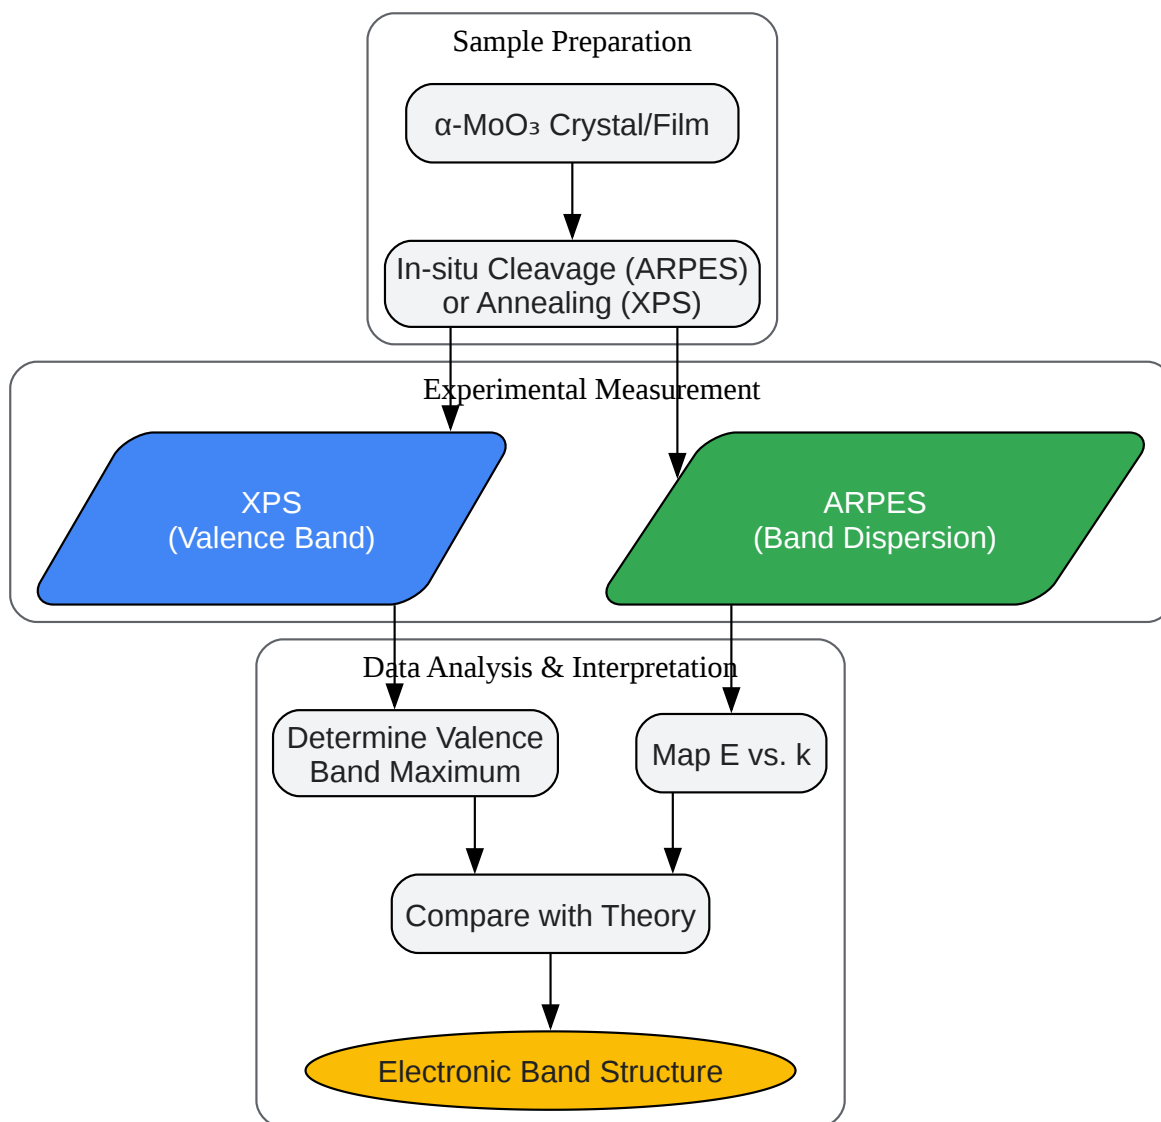 Sample Preparation
α-MoO₃ Crystal/Film
In-situ Cleavage (ARPES)
or Annealing (XPS)
Experimental Measurement
XPS
(Valence Band)
ARPES
(Band Dispersion)
Data Analysis & Interpretation
Determine Valence
Band Maximum
Map E vs. k
Compare with Theory
Electronic Band Structure